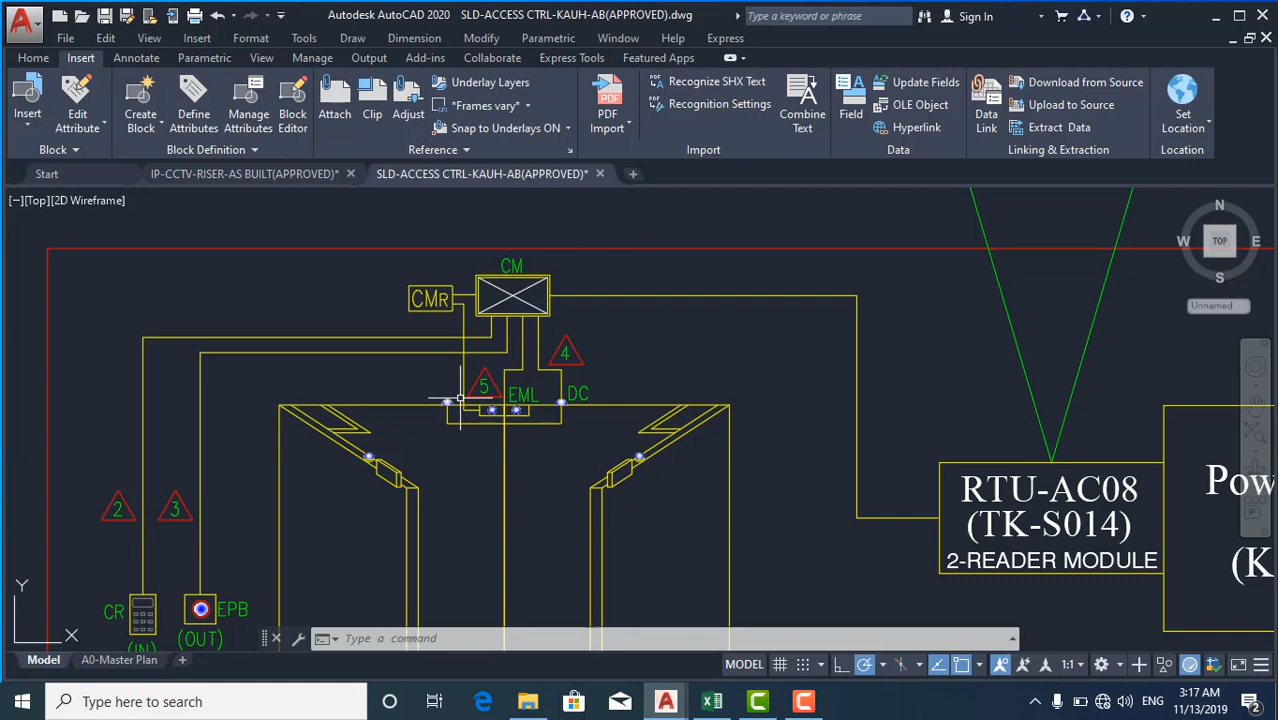 Autodesk AutoCAD 2020 SLD-ACCESS CTRL-KAUH-AB(APPROVED).dwg Type a keyword or phrase Sign In
File Edit View Insert Format Tools Draw Dimension Modify Parametric Window Help Express
Home Insert Annotate Parametric View Manage Output Add-ins Collaborate Express Tools Featured Apps
Insert
Edit Attribute
Create Block
Define Attributes
Manage Attributes
Block Editor
Attach
Clip
Adjust
Underlay Layers
*Frames vary*
Snap to Underlays ON
PDF
PDF Import
Recognize SHX Text
Recognition Settings
Combine Text
Field
Update Fields
OLE Object
Hyperlink
Data Link
Download from Source
Upload to Source
Extract Data
Set Location
Block Block Definition Reference Import Data Linking & Extraction Location
Start IP-CCTV-RISER-AS BUILT(APPROVED)* SLD-ACCESS CTRL-KAUH-AB(APPROVED)*
[−][Top][2D Wireframe]
N
W TOP E
S
Unnamed
CM
CMR
4
5
EML DC
2
3
CR
EPB
(IN)
(OUT)
RTU-AC08
(TK-S014)
2-READER MODULE
Pow
(K
Y
X
Type a command
Model A0-Master Plan
MODEL 1:1
Type here to search
ENG
3:17 AM
11/13/2019
2